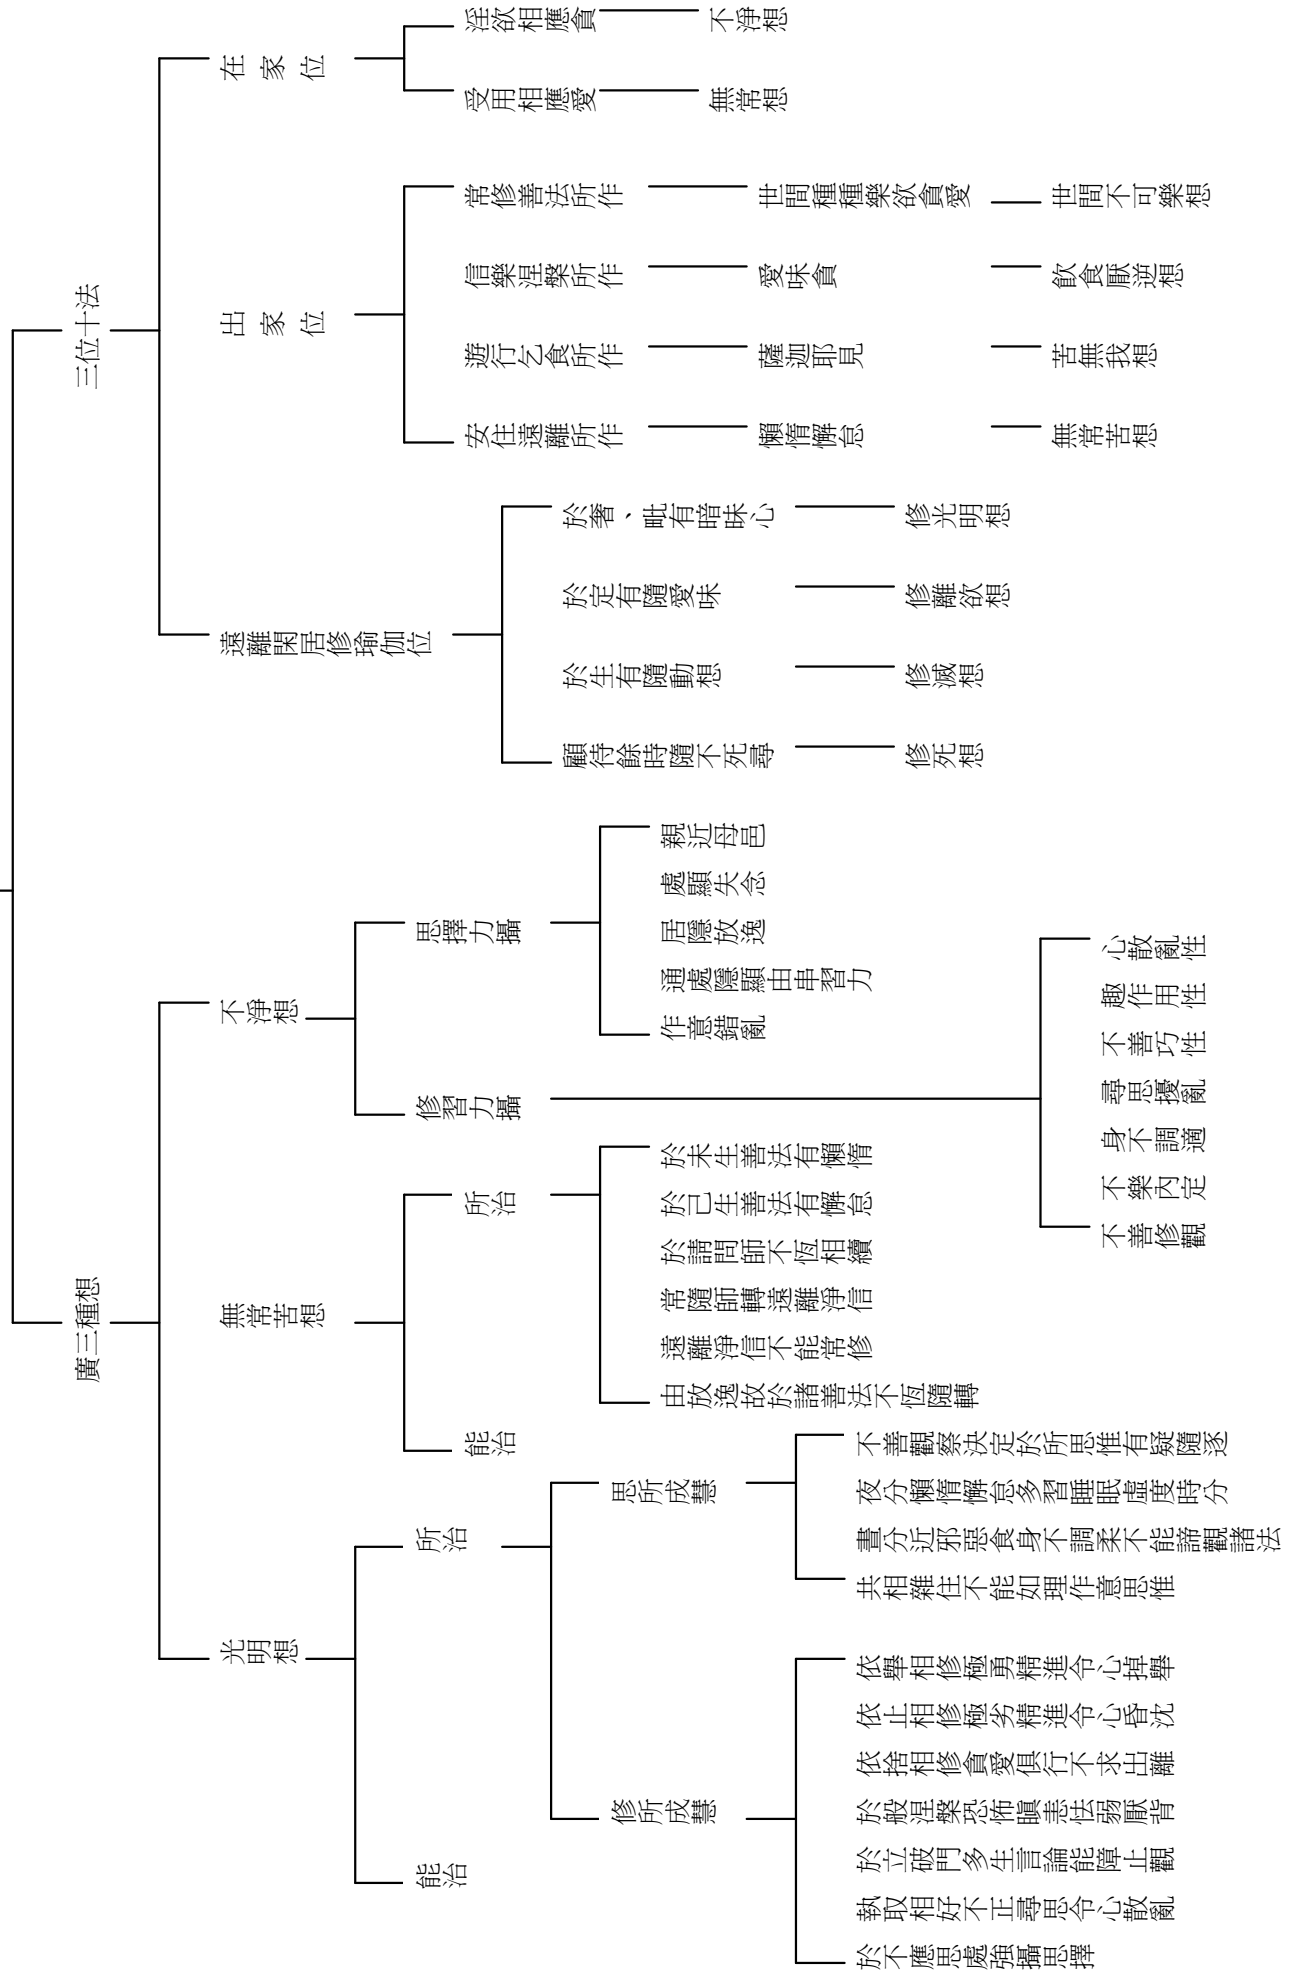 三位十法
在家位
淫欲相應貪
不淨想
受用相應愛
無常想
出家位
常修善法所作
世間種種樂欲貪愛
世間不可樂想
信樂涅槃所作
愛味貪
飲食厭逆想
遊行乞食所作
薩迦耶見
苦無我想
安住遠離所作
懶惰懈怠
無常苦想
遠離閑居修瑜伽位
於奢、毗有暗昧心
修光明想
於定有隨愛味
修離欲想
於生有隨動想
修滅想
顧待餘時隨不死尋
修死想
廣三種想
不淨想
思擇力攝
親近母邑
處顯失念
居隱放逸
通處隱顯由串習力
作意錯亂
修習力攝
心散亂性
趣作用性
不善巧性
尋思擾亂
身不調適
不樂內定
不善修觀
無常苦想
所治
於未生善法有懶惰
於已生善法有懈怠
於請問師不恆相續
常隨師轉遠離淨信
遠離淨信不能常修
由放逸故於諸善法不恆隨轉
能治
光明想
所治
思所成慧
不善觀察決定於所思惟有疑隨逐
夜分懶惰懈怠多習睡眠虛度時分
晝分近邪惡食身不調柔不能諦觀諸法
共相雜住不能如理作意思惟
修所成慧
依舉相修極勇精進令心掉舉
依止相修極劣精進令心昏沈
依捨相修貪愛俱行不求出離
於般涅槃恐怖瞋恚怯弱厭背
於立破門多生言論能障止觀
執取相好不正尋思令心散亂
於不應思處強攝思擇
能治